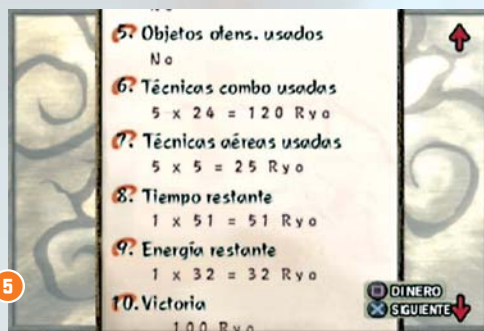 5. Objetos ofens. usados
No
6. Técnicas combo usadas
5 x 24 = 120 Ryo
7. Técnicas aéreas usadas
5 x 5 = 25 Ryo
8. Tiempo restante
1 x 51 = 51 Ryo
9. Energía restante
1 x 32 = 32 Ryo
10. Victoria
100 Ryo
DINERO
SIGUIENTE
5